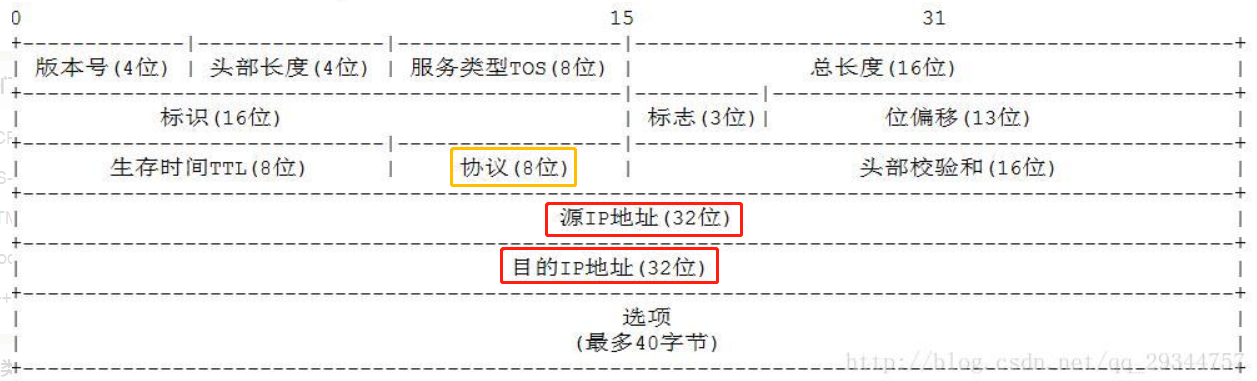 0 15 31
版本号(4位) 头部长度(4位) 服务类型TOS(8位) 总长度(16位)
标识(16位) 标志(3位) 位偏移(13位)
生存时间TTL(8位) 协议(8位) 头部校验和(16位)
源IP地址(32位)
目的IP地址(32位)
选项
(最多40字节)
http://blog.csdn.net/qq_29344757